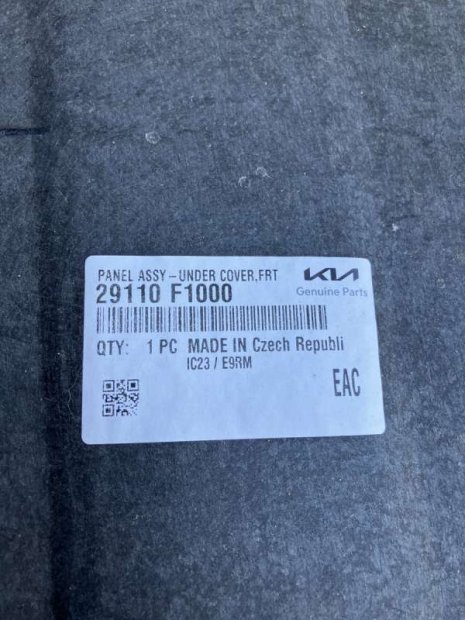 PANEL ASSY-UNDER COVER,FRT
KIA
29110 F1000
Genuine Parts
QTY: 1 PC MADE IN Czech Republi
IC23 / E9RM
EAC